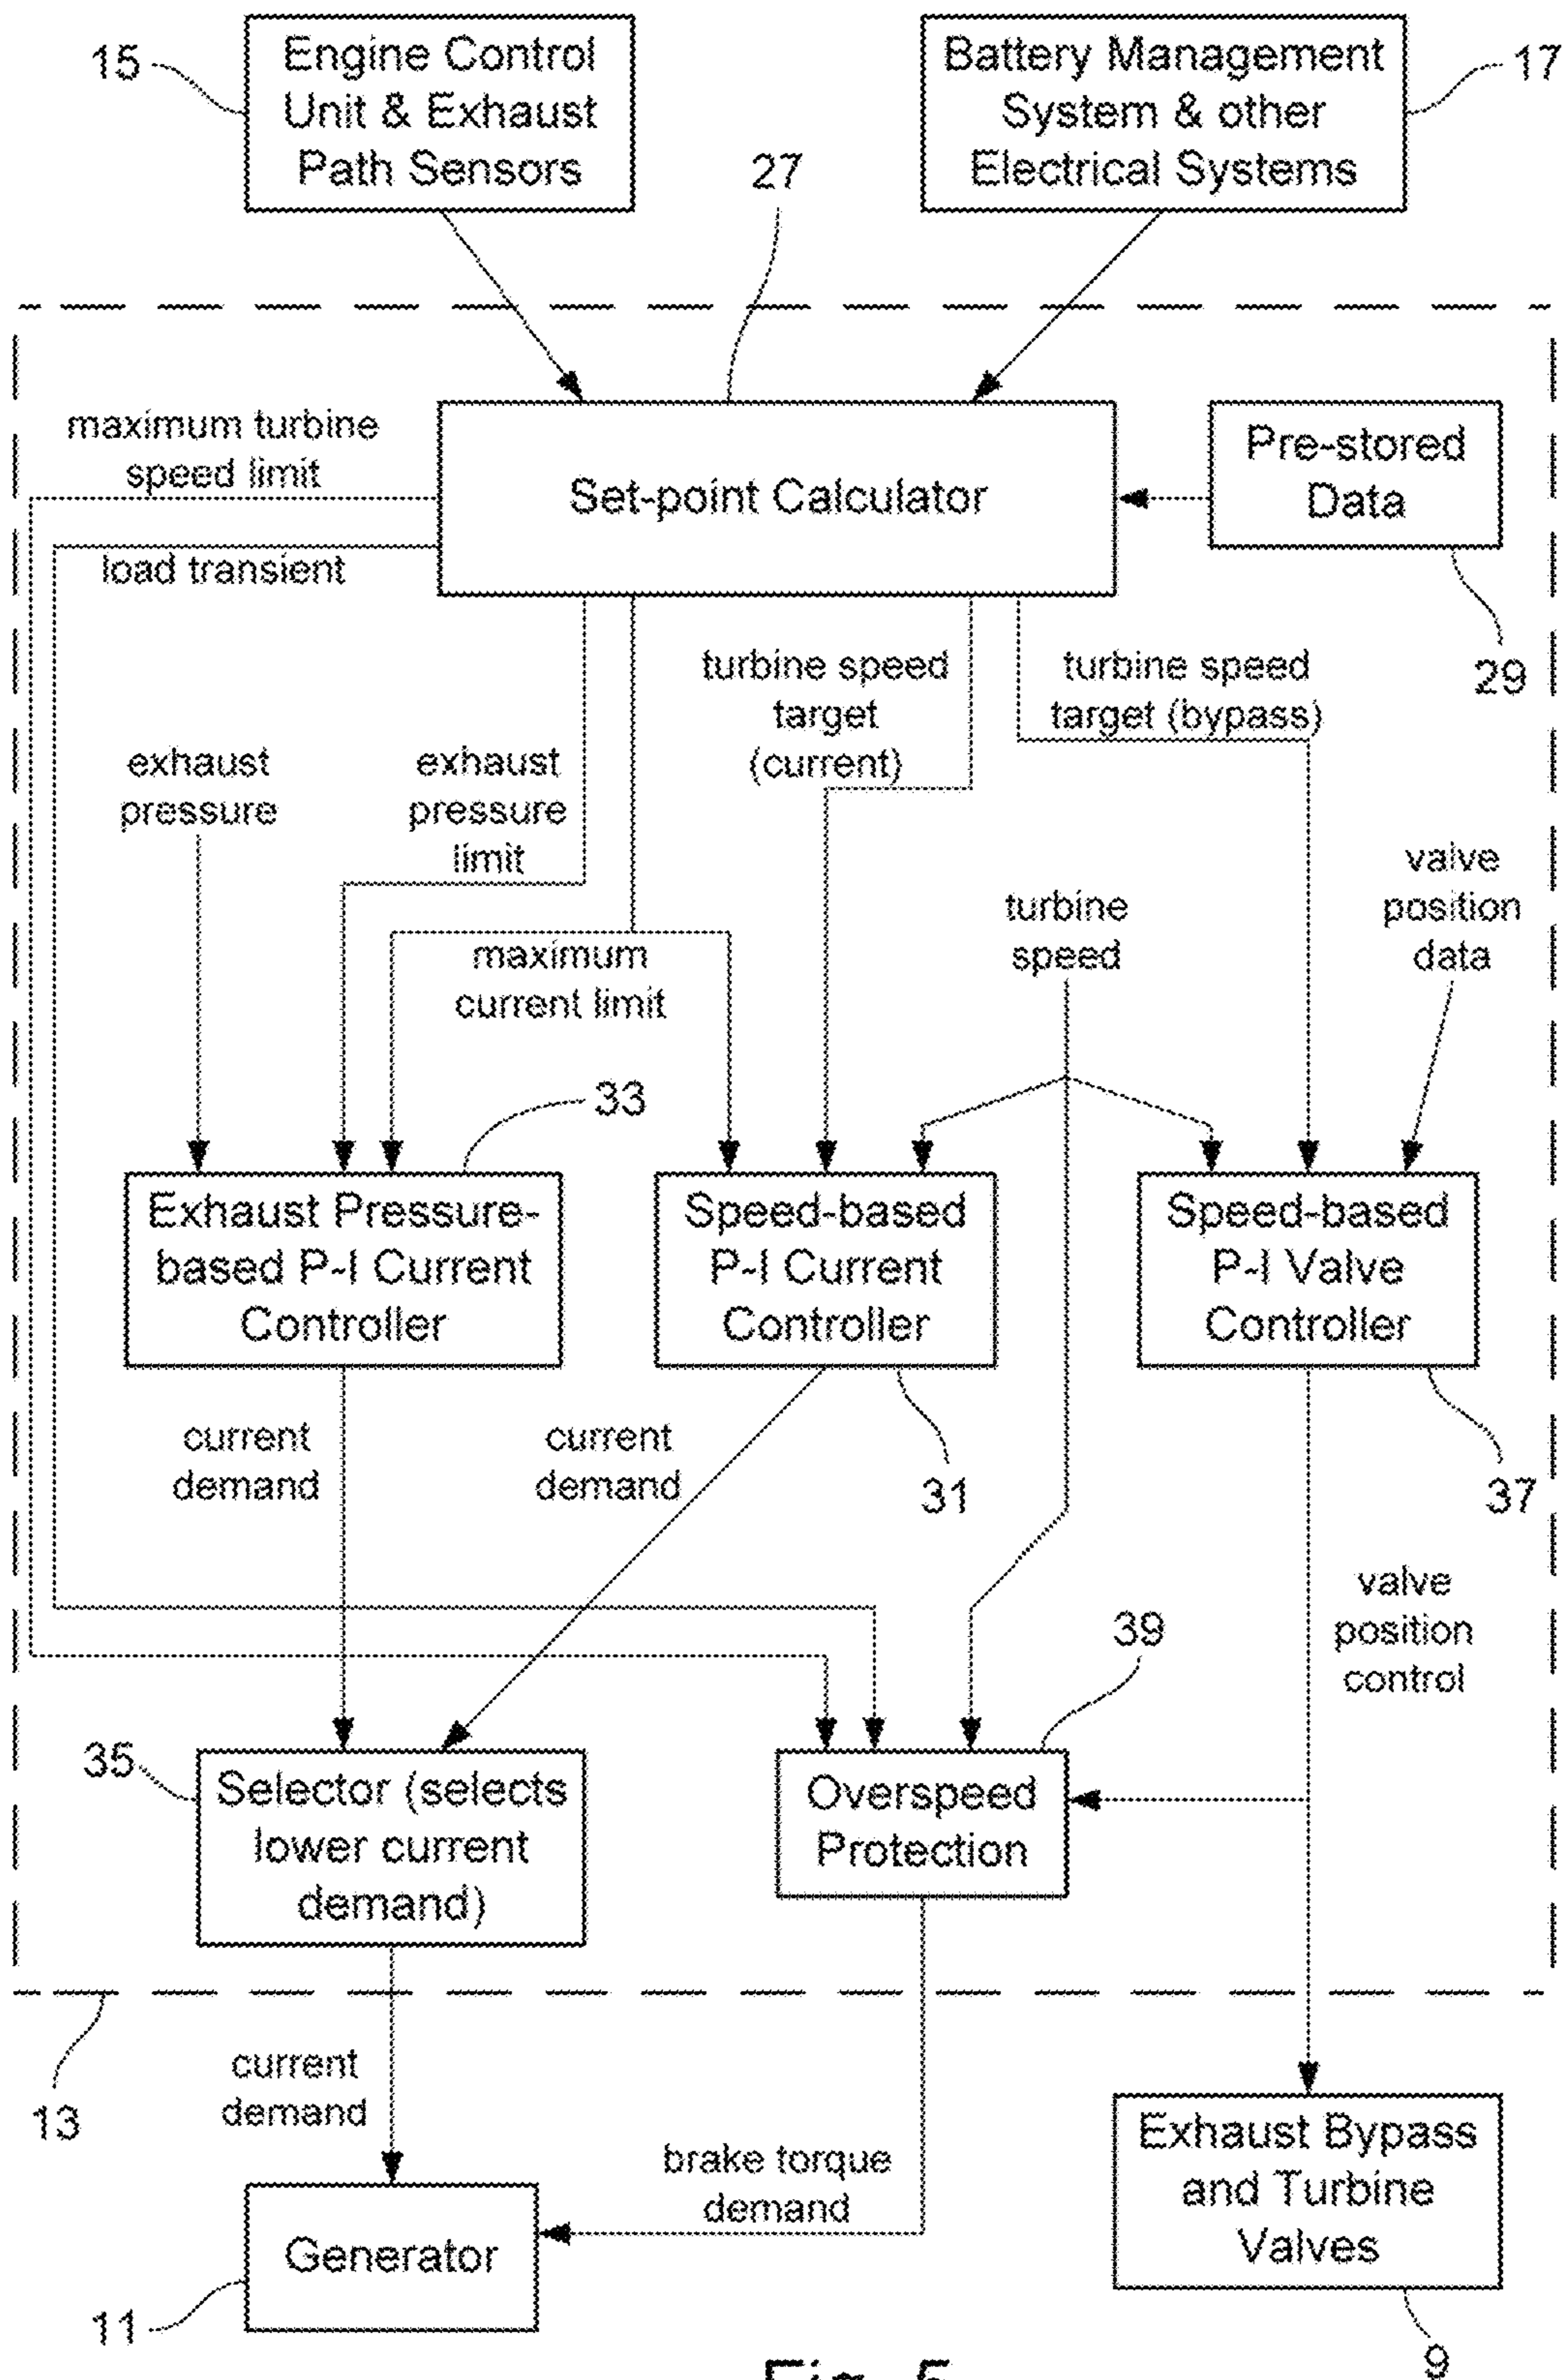 15
Engine Control
Unit & Exhaust
Path Sensors
Battery Management
System & other
Electrical Systems
17
27
maximum turbine
speed limit
Set-point Calculator
Pre-stored
Data
load transient
29
turbine speed
target
(current)
turbine speed
target (bypass)
exhaust
pressure
exhaust
pressure
limit
valve
position
data
turbine
speed
maximum
current limit
33
Exhaust Pressure-
based P-I Current
Controller
Speed-based
P-I Current
Controller
Speed-based
P-I Valve
Controller
current
demand
current
demand
31
37
valve
position
control
39
35
Selector (selects
lower current
demand)
Overspeed
Protection
13
current
demand
brake torque
demand
Exhaust Bypass
and Turbine
Valves
Generator
11
9
Fig. 5